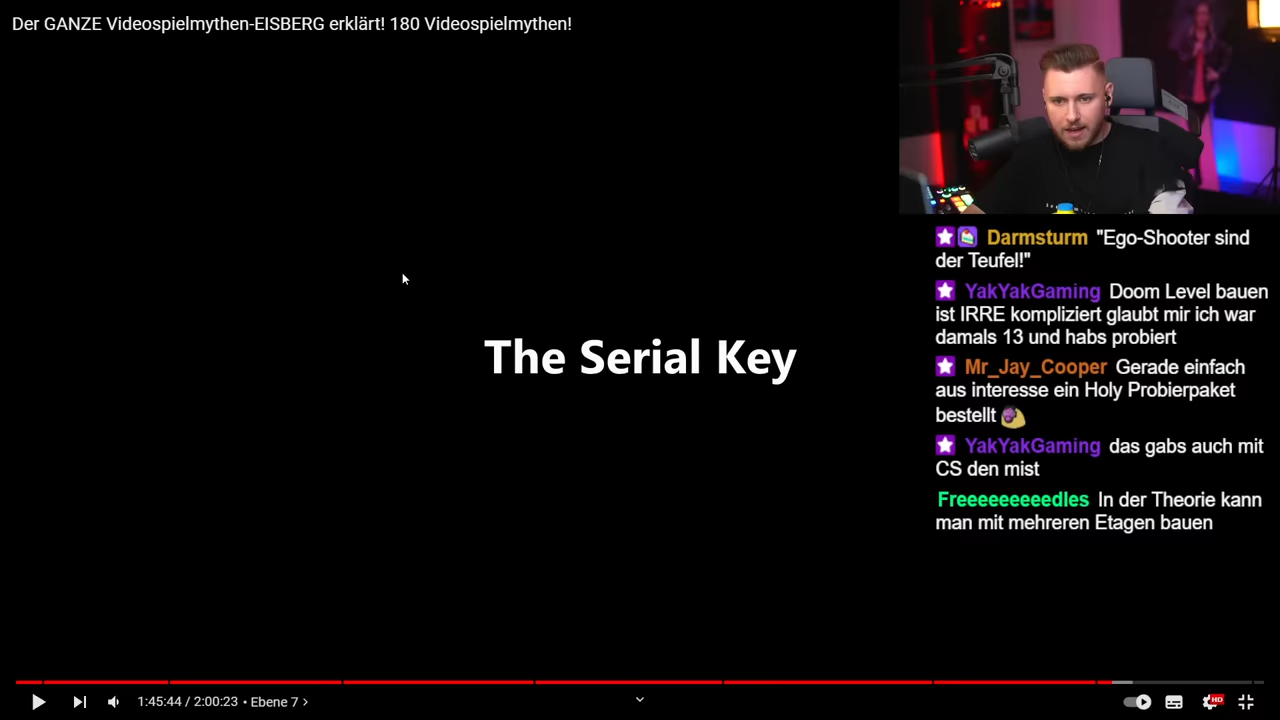 Der GANZE Videospielmythen-EISBERG erklärt! 180 Videospielmythen!
The Serial Key
Darmsturm "Ego-Shooter sind
der Teufel!"
YakYakGaming Doom Level bauen
ist IRRE kompliziert glaubt mir ich war
damals 13 und habs probiert
Mr_Jay_Cooper Gerade einfach
aus interesse ein Holy Probierpaket
bestellt
YakYakGaming das gabs auch mit
CS den mist
Freeeeeeeeedles In der Theorie kann
man mit mehreren Etagen bauen
1:45:44 / 2:00:23 • Ebene 7 >
HD